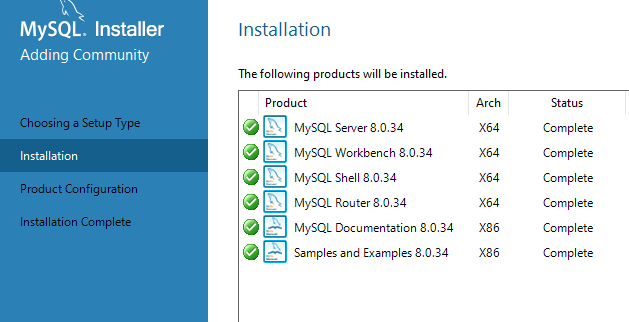 MySQL. Installer
Adding Community
Choosing a Setup Type
Installation
Product Configuration
Installation Complete
Installation
The following products will be installed.
Product Arch Status
MySQL Server 8.0.34 X64 Complete
MySQL Workbench 8.0.34 X64 Complete
MySQL Shell 8.0.34 X64 Complete
MySQL Router 8.0.34 X64 Complete
MySQL Documentation 8.0.34 X86 Complete
Samples and Examples 8.0.34 X86 Complete